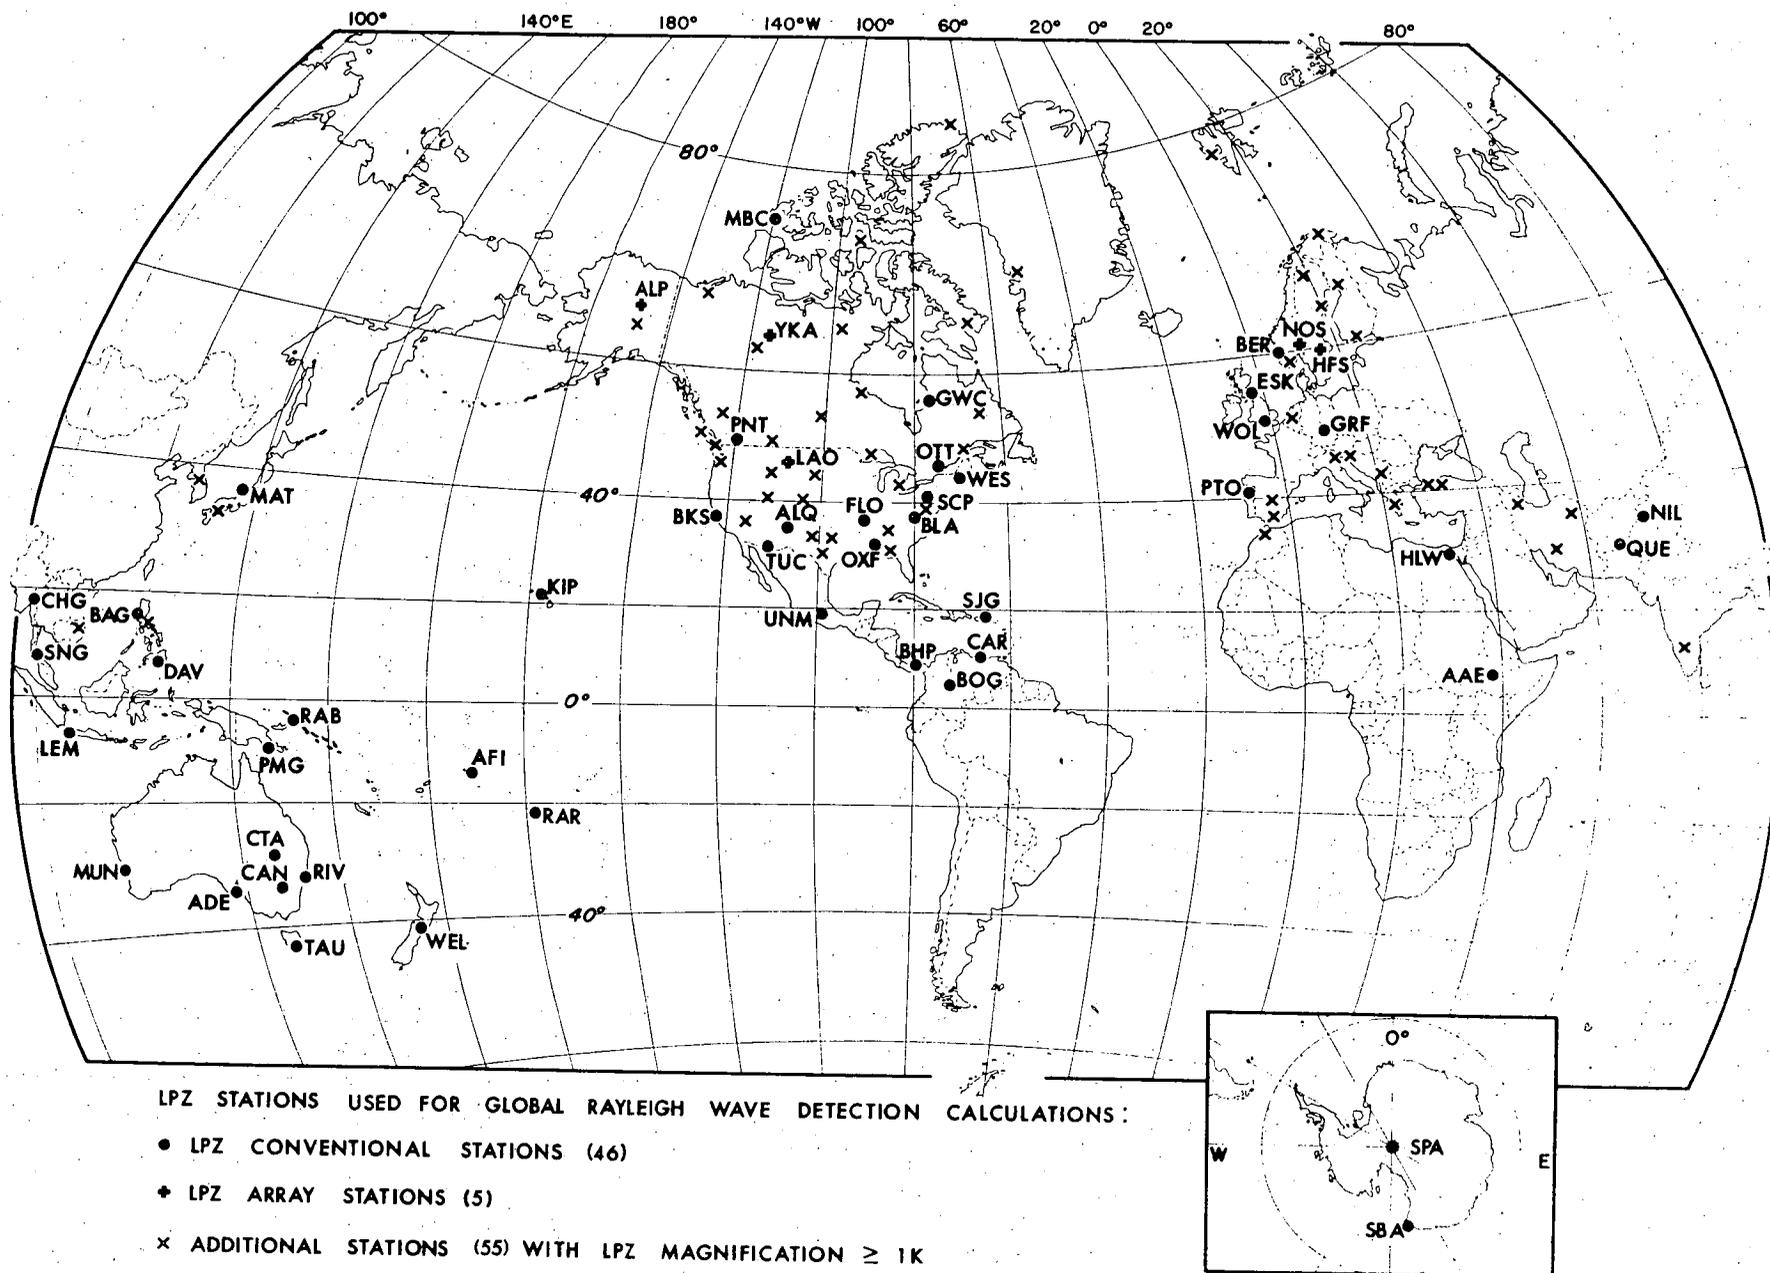 100° 140°E 180° 140°W 100° 60° 20° 0° 20° 80°
80°
MBC
ALP
YKA
NOS
BER
HFS
ESK
GWC
PNT
WOL
GRF
LAO
OTT
WES
MAT
40°
PTO
SCP
FLO
ALQ
BKS
BLA
NIL
TUC
OXF
HLW
QUE
KIP
CHG
BAG
SJG
UNM
SNG
CAR
BHP
DAV
BOG
AAE
0°
RAB
LEM
PMG
AFI
RAR
CTA
MUN
CAN
RIV
ADE
40°
WEL
TAU
LPZ STATIONS USED FOR GLOBAL RAYLEIGH WAVE DETECTION CALCULATIONS:
● LPZ CONVENTIONAL STATIONS (46)
✚ LPZ ARRAY STATIONS (5)
× ADDITIONAL STATIONS (55) WITH LPZ MAGNIFICATION ≥ 1K
0°
W
SPA
E
SBA